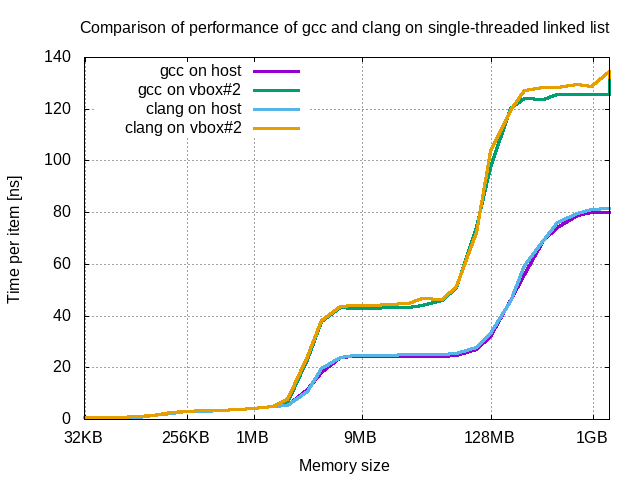 Comparison of performance of gcc and clang on single-threaded linked list
gcc on host
gcc on vbox#2
clang on host
clang on vbox#2
Time per item [ns]
140
120
100
80
60
40
20
0
32KB 256KB 1MB 9MB 128MB 1GB
Memory size